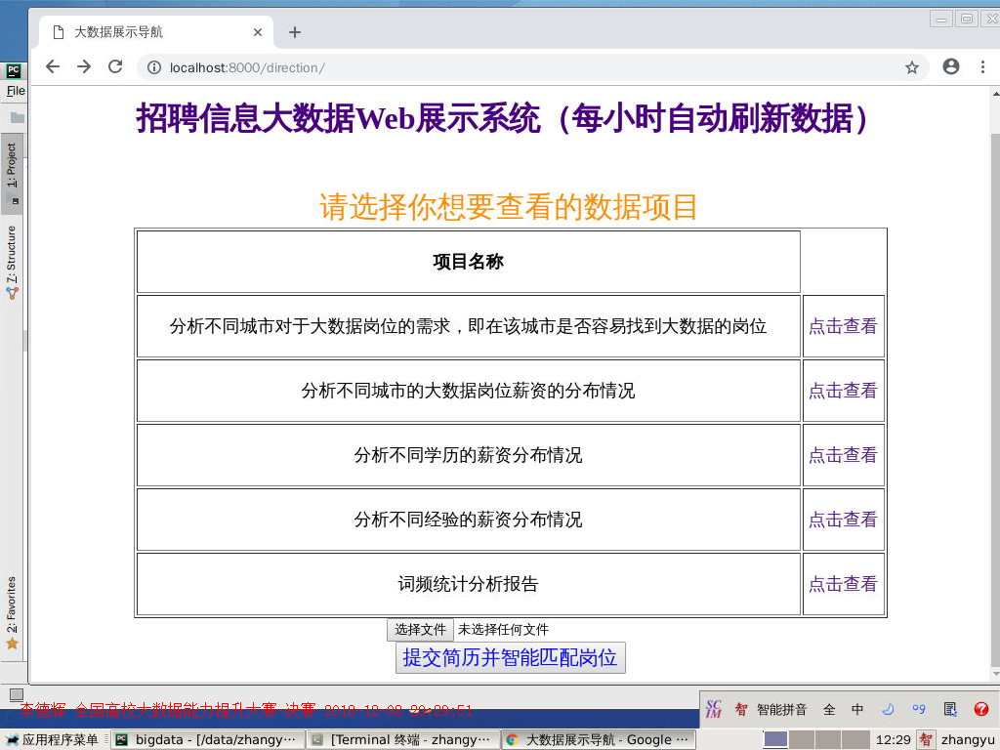 大数据展示导航
localhost:8000/direction/
File
1: Project
7: Structure
2: Favorites
招聘信息大数据Web展示系统（每小时自动刷新数据）
请选择你想要查看的数据项目
项目名称
分析不同城市对于大数据岗位的需求，即在该城市是否容易找到大数据的岗位 点击查看
分析不同城市的大数据岗位薪资的分布情况 点击查看
分析不同学历的薪资分布情况 点击查看
分析不同经验的薪资分布情况 点击查看
词频统计分析报告 点击查看
选择文件 未选择任何文件
提交简历并智能匹配岗位
全国高校大数据能力提升大赛 决赛 2018-12-08
SCIM 智 智能拼音 全 中
应用程序菜单 bigdata - [/data/zhangy… [Terminal 终端 - zhangy… 大数据展示导航 - Google … 12:29 智 zhangyu